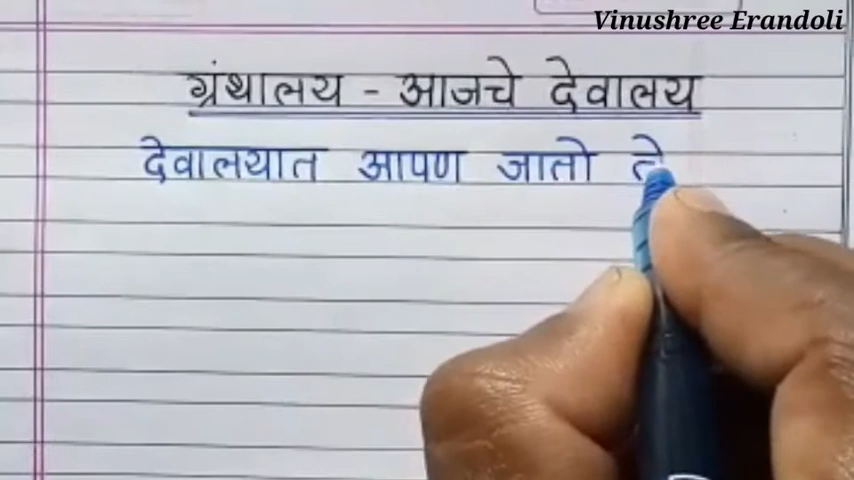 Vinushree Erandoli
ग्रंथालय - आजचे देवालय
देवालयात आपण जातो ते